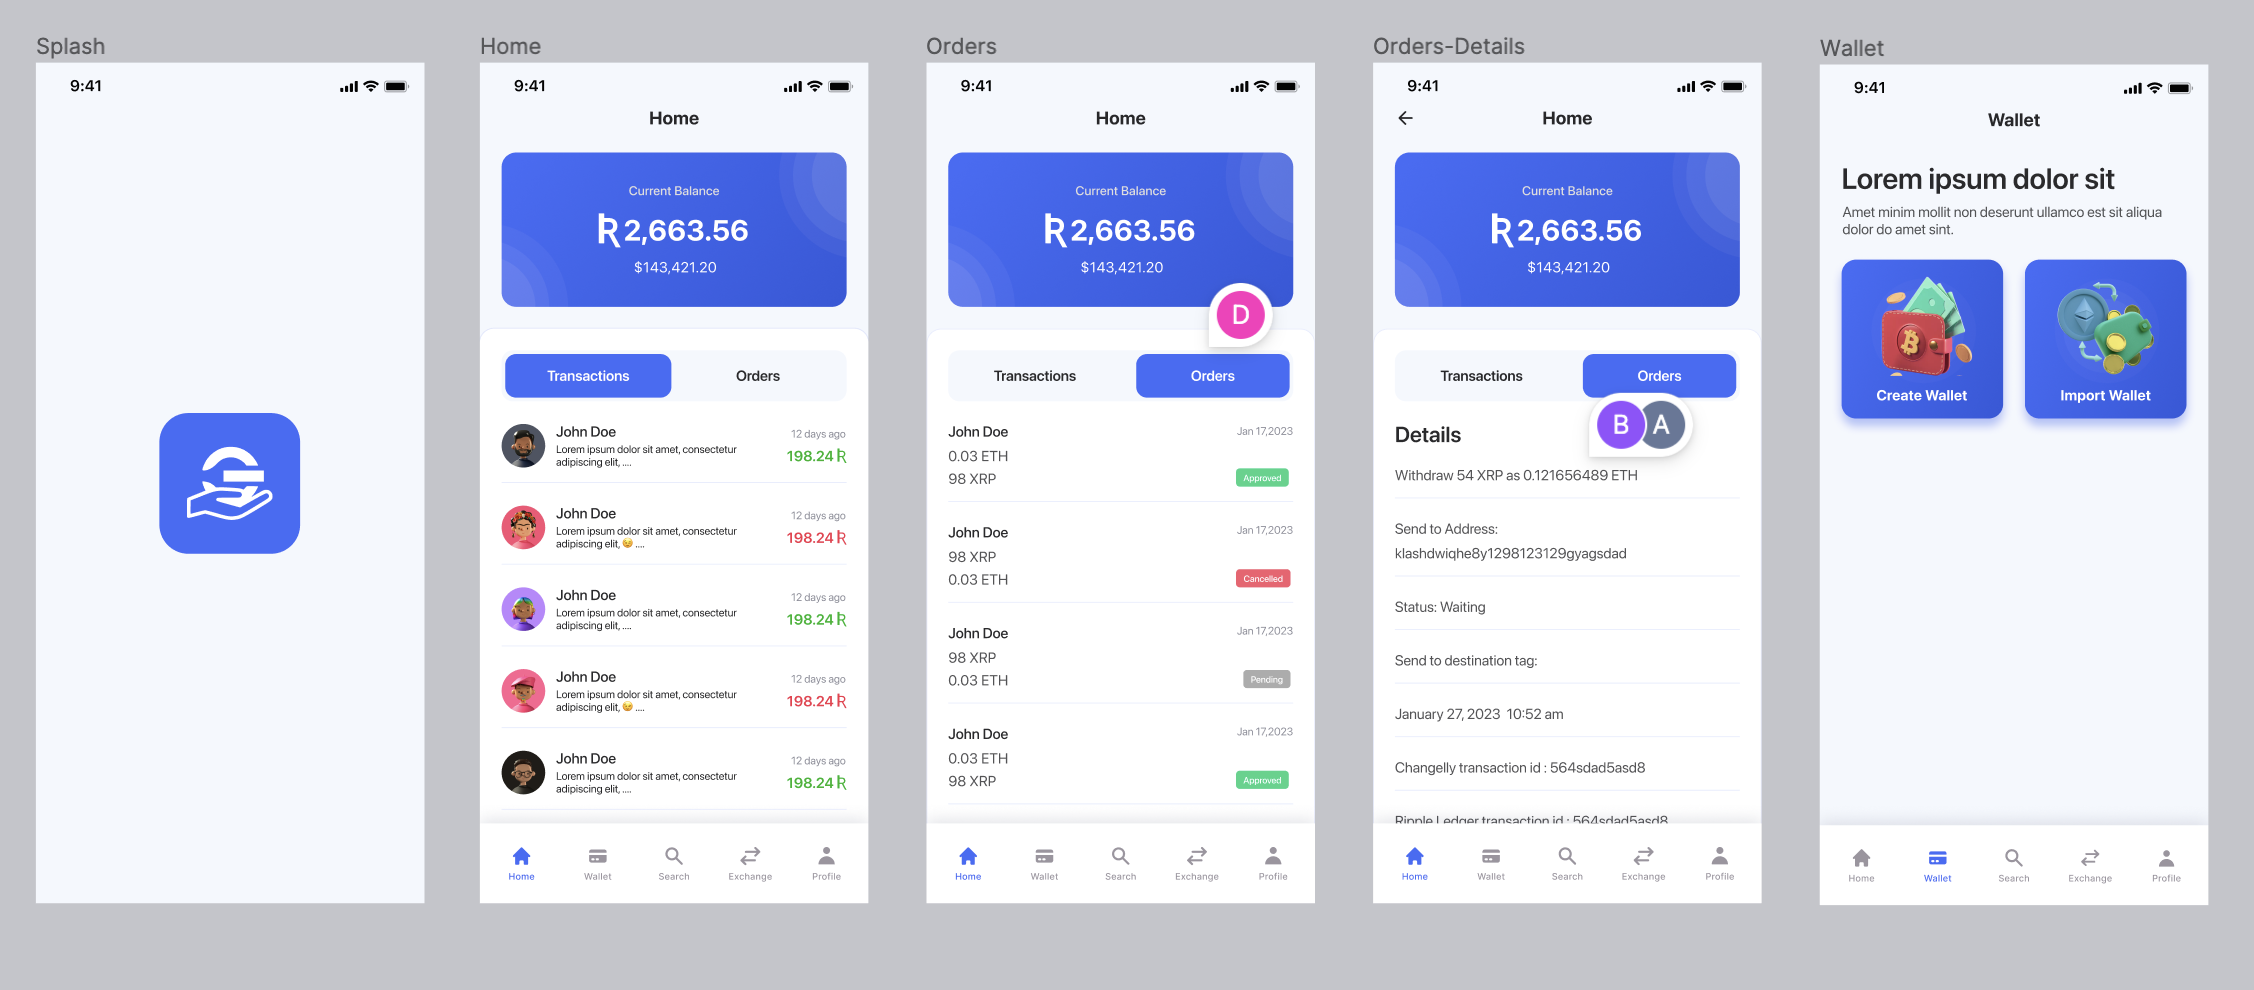 Splash
9:41
Home
9:41
Home
Current Balance
2,663.56
$143,421.20
Transactions
Orders
John Doe
12 days ago
Lorem ipsum dolor sit amet, consectetur
adipiscing elit, ....
198.24
John Doe
12 days ago
Lorem ipsum dolor sit amet, consectetur
adipiscing elit, 😉 ....
198.24
John Doe
12 days ago
Lorem ipsum dolor sit amet, consectetur
adipiscing elit, ....
198.24
John Doe
12 days ago
Lorem ipsum dolor sit amet, consectetur
adipiscing elit, 😉 ....
198.24
John Doe
12 days ago
Lorem ipsum dolor sit amet, consectetur
adipiscing elit, ....
198.24
Home
Wallet
Search
Exchange
Profile
Orders
9:41
Home
Current Balance
2,663.56
$143,421.20
D
Transactions
Orders
John Doe
Jan 17,2023
0.03 ETH
98 XRP
Approved
John Doe
Jan 17,2023
98 XRP
0.03 ETH
Cancelled
John Doe
Jan 17,2023
98 XRP
0.03 ETH
Pending
John Doe
Jan 17,2023
0.03 ETH
98 XRP
Approved
Home
Wallet
Search
Exchange
Profile
Orders-Details
9:41
Home
Current Balance
2,663.56
$143,421.20
Transactions
Orders
B
A
Details
Withdraw 54 XRP as 0.121656489 ETH
Send to Address:
klashdwiqhe8y1298123129gyagsdad
Status: Waiting
Send to destination tag:
January 27, 2023 10:52 am
Changelly transaction id : 564sdad5asd8
Ripple Ledger transaction id : 564sdad5asd8
Home
Wallet
Search
Exchange
Profile
Wallet
9:41
Wallet
Lorem ipsum dolor sit
Amet minim mollit non deserunt ullamco est sit aliqua
dolor do amet sint.
Create Wallet
Import Wallet
Home
Wallet
Search
Exchange
Profile